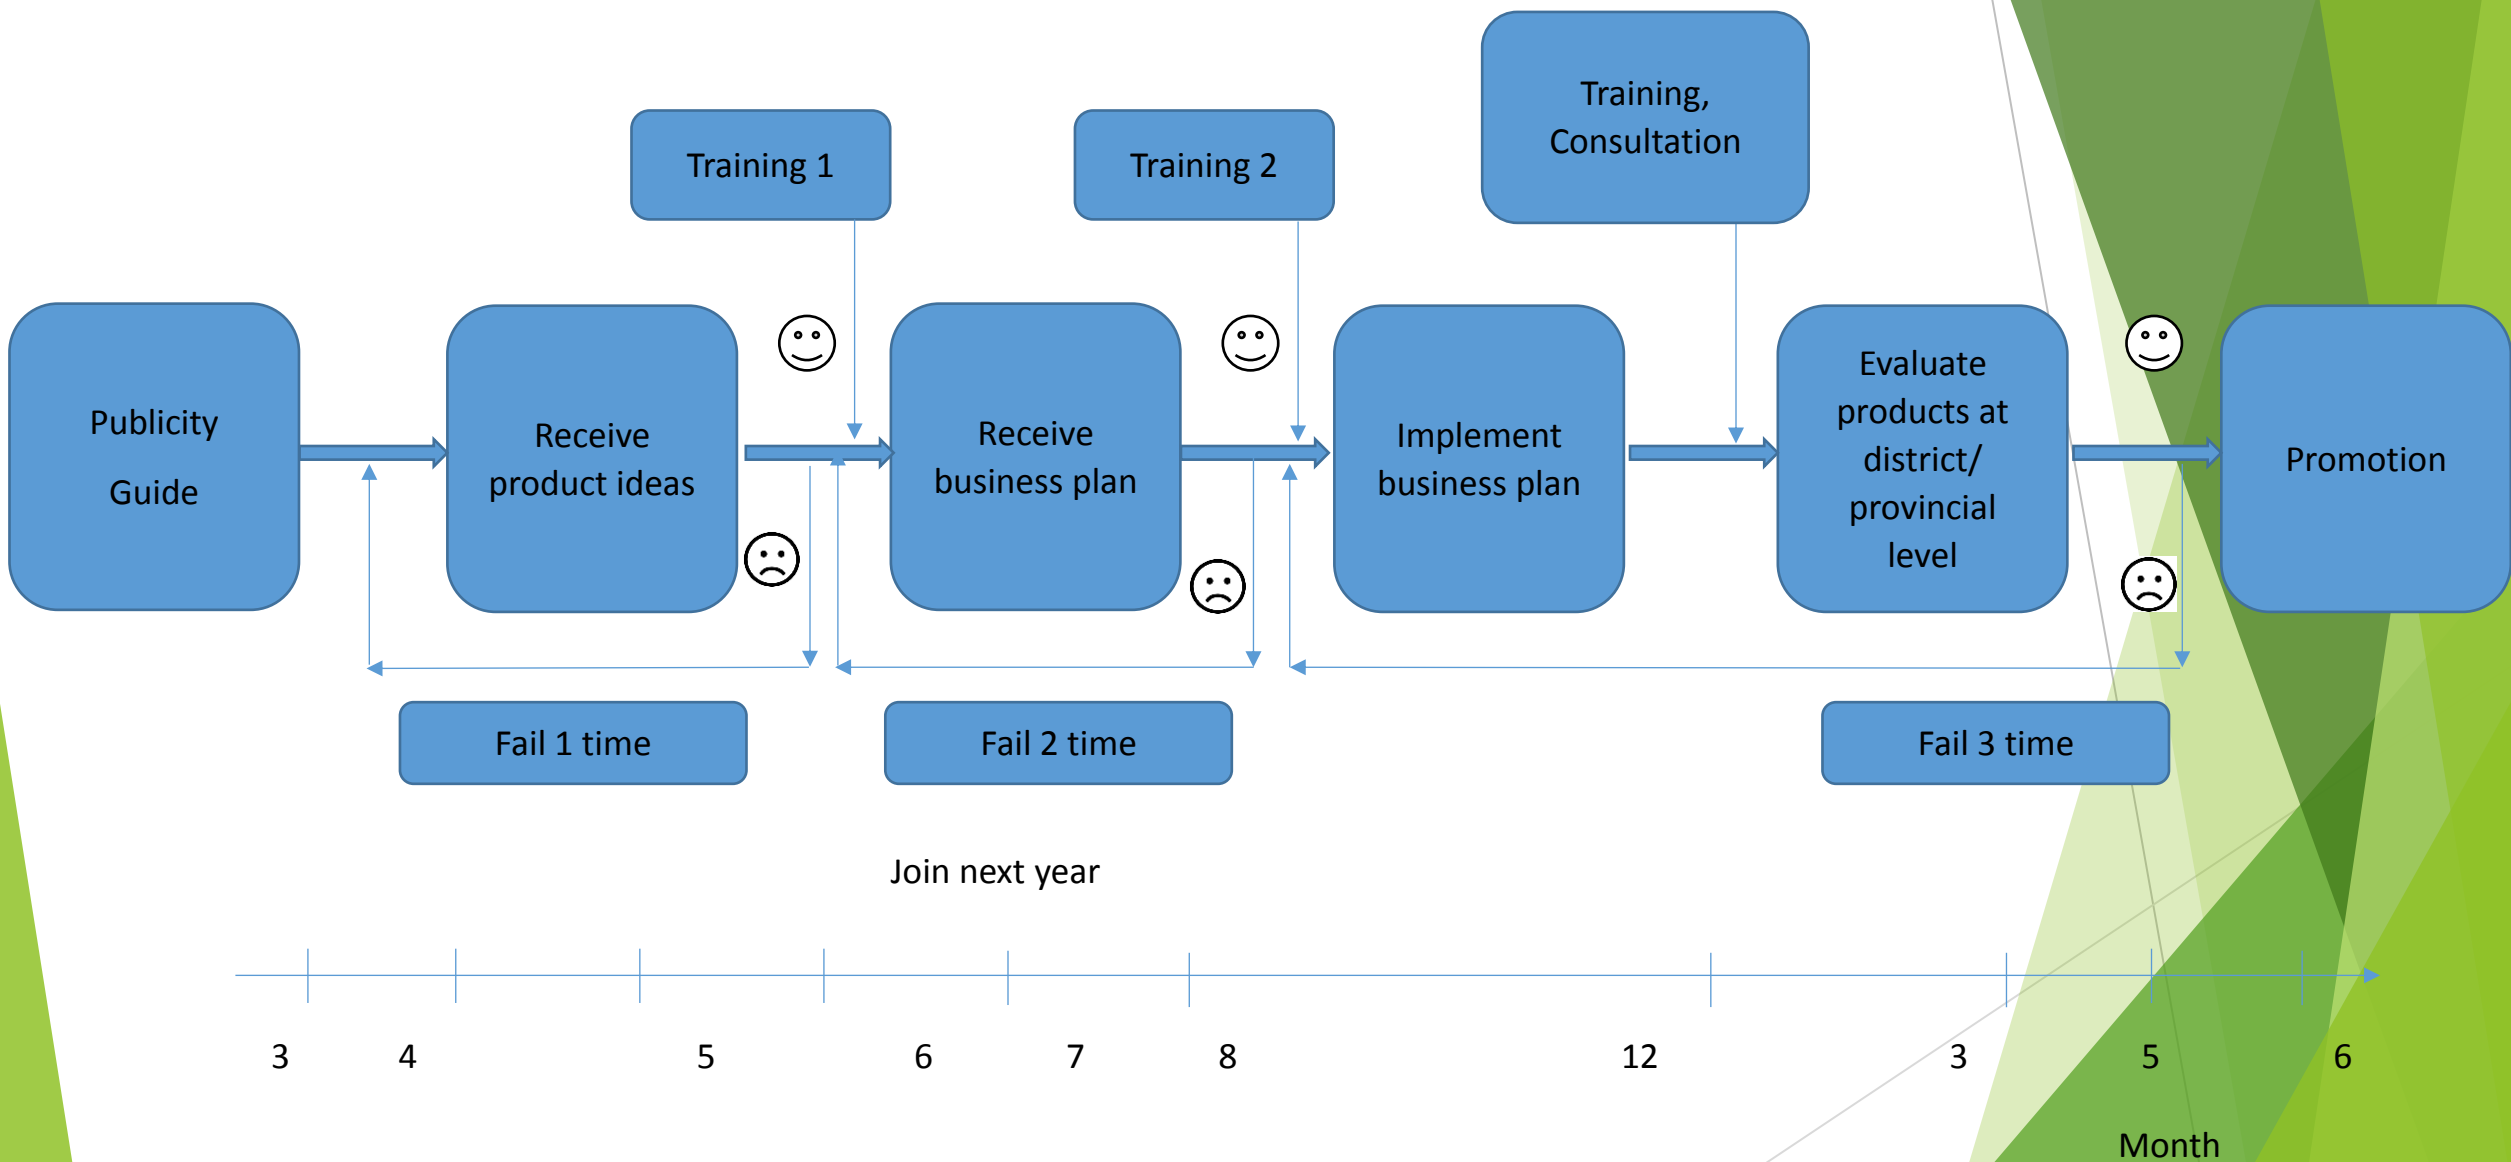 Training,
Consultation
Training 1
Training 2
Publicity
Guide
Receive
product ideas
Receive
business plan
Implement
business plan
Evaluate
products at
district/
provincial
level
Promotion
Fail 1 time
Fail 2 time
Fail 3 time
Join next year
3 4 5 6 7 8 12 3 5 6
Month